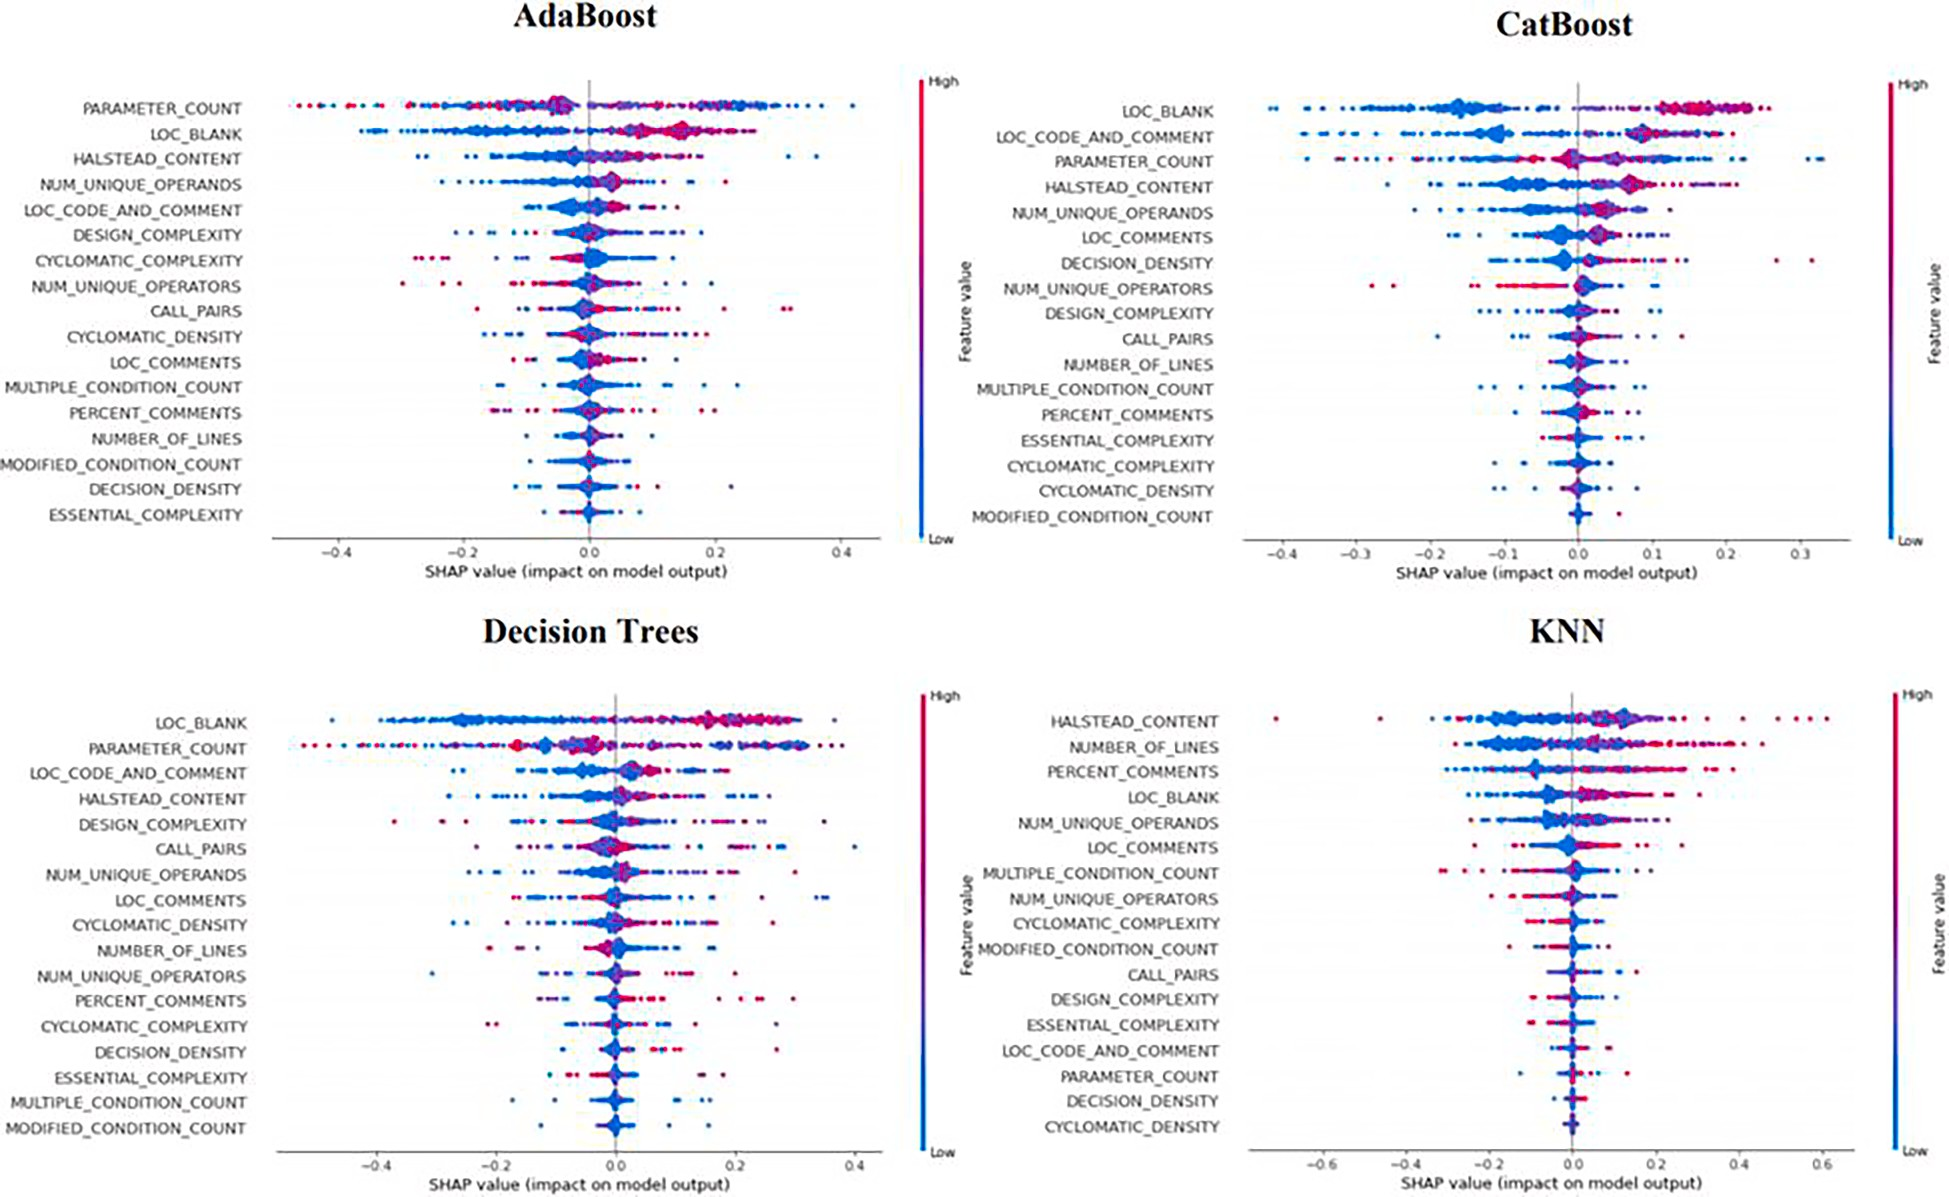 AdaBoost
PARAMETER_COUNT
LOC_BLANK
HALSTEAD_CONTENT
NUM_UNIQUE_OPERANDS
LOC_CODE_AND_COMMENT
DESIGN_COMPLEXITY
CYCLOMATIC_COMPLEXITY
NUM_UNIQUE_OPERATORS
CALL_PAIRS
CYCLOMATIC_DENSITY
LOC_COMMENTS
MULTIPLE_CONDITION_COUNT
PERCENT_COMMENTS
NUMBER_OF_LINES
MODIFIED_CONDITION_COUNT
DECISION_DENSITY
ESSENTIAL_COMPLEXITY
−0.4 −0.2 0.0 0.2 0.4
SHAP value (impact on model output)
High
Feature value
Low
CatBoost
LOC_BLANK
LOC_CODE_AND_COMMENT
PARAMETER_COUNT
HALSTEAD_CONTENT
NUM_UNIQUE_OPERANDS
LOC_COMMENTS
DECISION_DENSITY
NUM_UNIQUE_OPERATORS
DESIGN_COMPLEXITY
CALL_PAIRS
NUMBER_OF_LINES
MULTIPLE_CONDITION_COUNT
PERCENT_COMMENTS
ESSENTIAL_COMPLEXITY
CYCLOMATIC_COMPLEXITY
CYCLOMATIC_DENSITY
MODIFIED_CONDITION_COUNT
−0.4 −0.3 −0.2 −0.1 0.0 0.1 0.2 0.3
SHAP value (impact on model output)
High
Feature value
Low
Decision Trees
LOC_BLANK
PARAMETER_COUNT
LOC_CODE_AND_COMMENT
HALSTEAD_CONTENT
DESIGN_COMPLEXITY
CALL_PAIRS
NUM_UNIQUE_OPERANDS
LOC_COMMENTS
CYCLOMATIC_DENSITY
NUMBER_OF_LINES
NUM_UNIQUE_OPERATORS
PERCENT_COMMENTS
CYCLOMATIC_COMPLEXITY
DECISION_DENSITY
ESSENTIAL_COMPLEXITY
MULTIPLE_CONDITION_COUNT
MODIFIED_CONDITION_COUNT
−0.4 −0.2 0.0 0.2 0.4
SHAP value (impact on model output)
High
Feature value
Low
KNN
HALSTEAD_CONTENT
NUMBER_OF_LINES
PERCENT_COMMENTS
LOC_BLANK
NUM_UNIQUE_OPERANDS
LOC_COMMENTS
MULTIPLE_CONDITION_COUNT
NUM_UNIQUE_OPERATORS
CYCLOMATIC_COMPLEXITY
MODIFIED_CONDITION_COUNT
CALL_PAIRS
DESIGN_COMPLEXITY
ESSENTIAL_COMPLEXITY
LOC_CODE_AND_COMMENT
PARAMETER_COUNT
DECISION_DENSITY
CYCLOMATIC_DENSITY
−0.6 −0.4 −0.2 0.0 0.2 0.4 0.6
SHAP value (impact on model output)
High
Feature value
Low